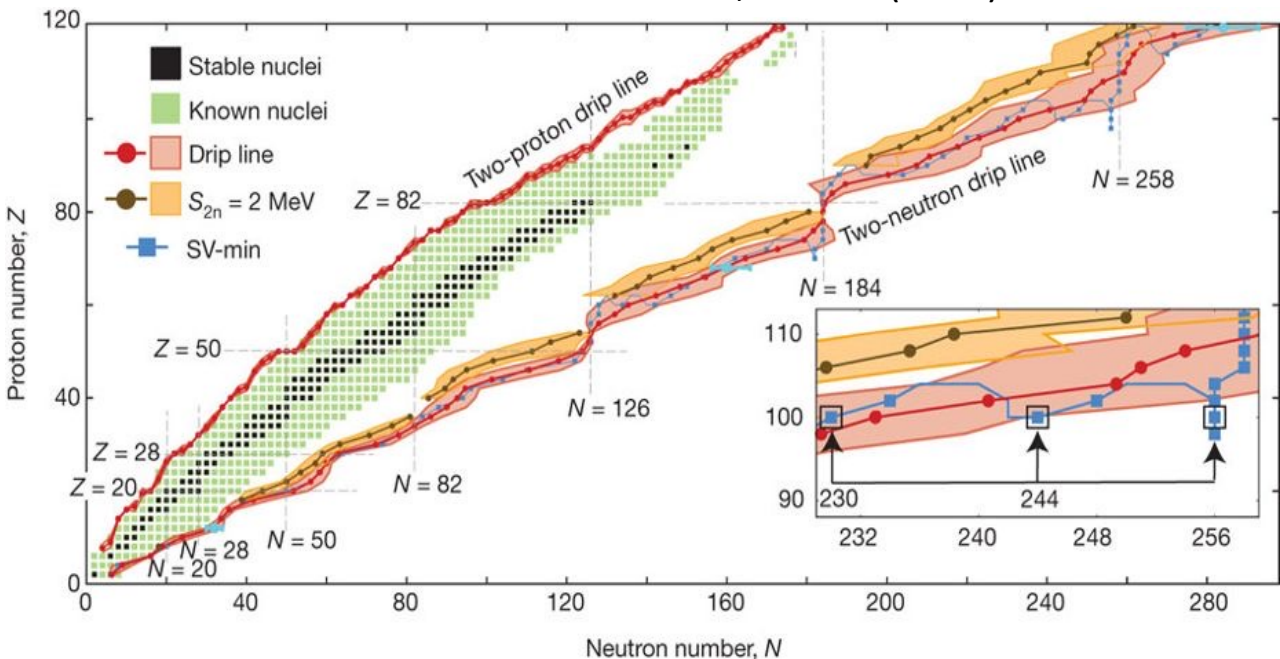 120
Stable nuclei
Known nuclei
Drip line
S2n = 2 MeV
SV-min
Two-proton drip line
Z = 82
80
Z = 50
Proton number, Z
40
Z = 28
Z = 20
0
N = 258
Two-neutron drip line
N = 184
N = 126
N = 82
N = 50
N = 28
N = 20
110
100
90
230
244
232
240
248
256
0
40
80
120
160
200
240
280
Neutron number, N